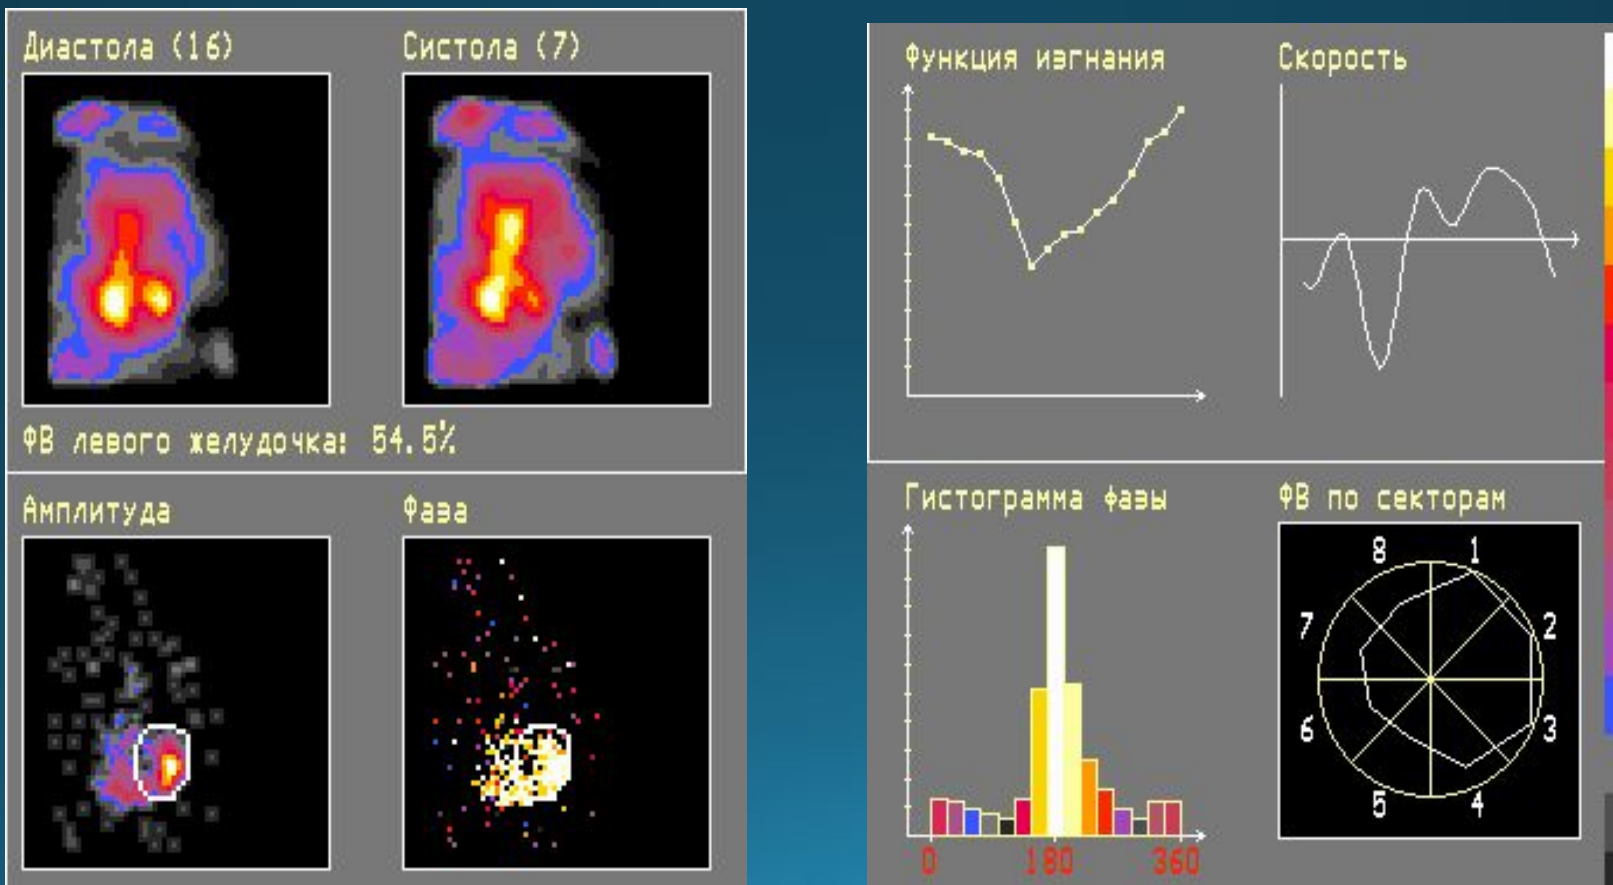 Диастола (16)
Систола (7)
ФВ левого желудочка: 54.5%
Амплитуда
Фаза
Функция изгнания
Скорость
Гистограмма фазы
0
180
360
ФВ по секторам
8
1
7
2
6
3
5
4